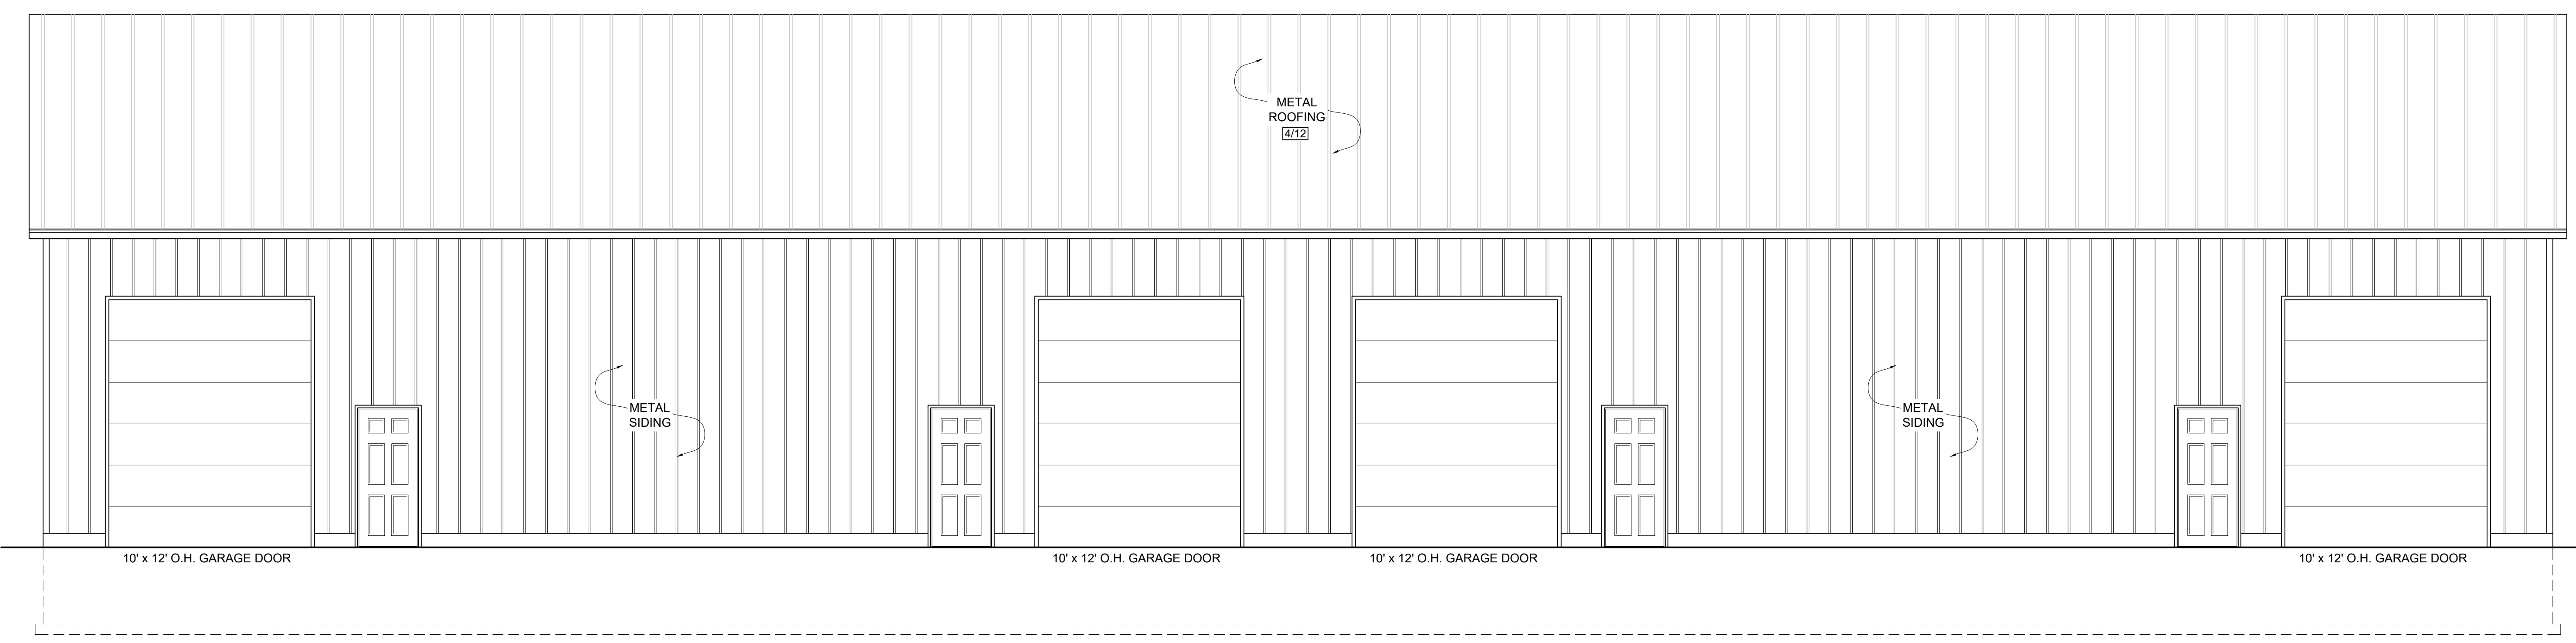 METAL
ROOFING
4/12
METAL
SIDING
METAL
SIDING
10' x 12' O.H. GARAGE DOOR
10' x 12' O.H. GARAGE DOOR
10' x 12' O.H. GARAGE DOOR
10' x 12' O.H. GARAGE DOOR